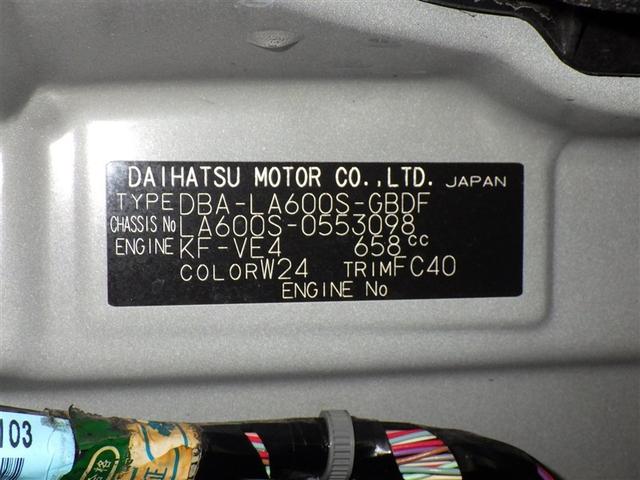 DAIHATSU MOTOR CO.,LTD. JAPAN
TYPE DBA-LA600S-GBDF
CHASSIS No LA600S-0553098
ENGINE KF-VE4 658cc
COLOR W24 TRIM FC40
ENGINE No
103